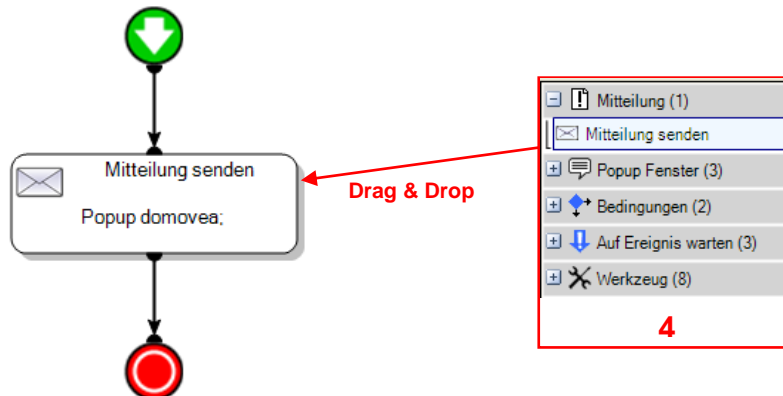 Mitteilung senden
Popup domovea;
Drag & Drop
Mitteilung (1)
Mitteilung senden
Popup Fenster (3)
Bedingungen (2)
Auf Ereignis warten (3)
Werkzeug (8)
4